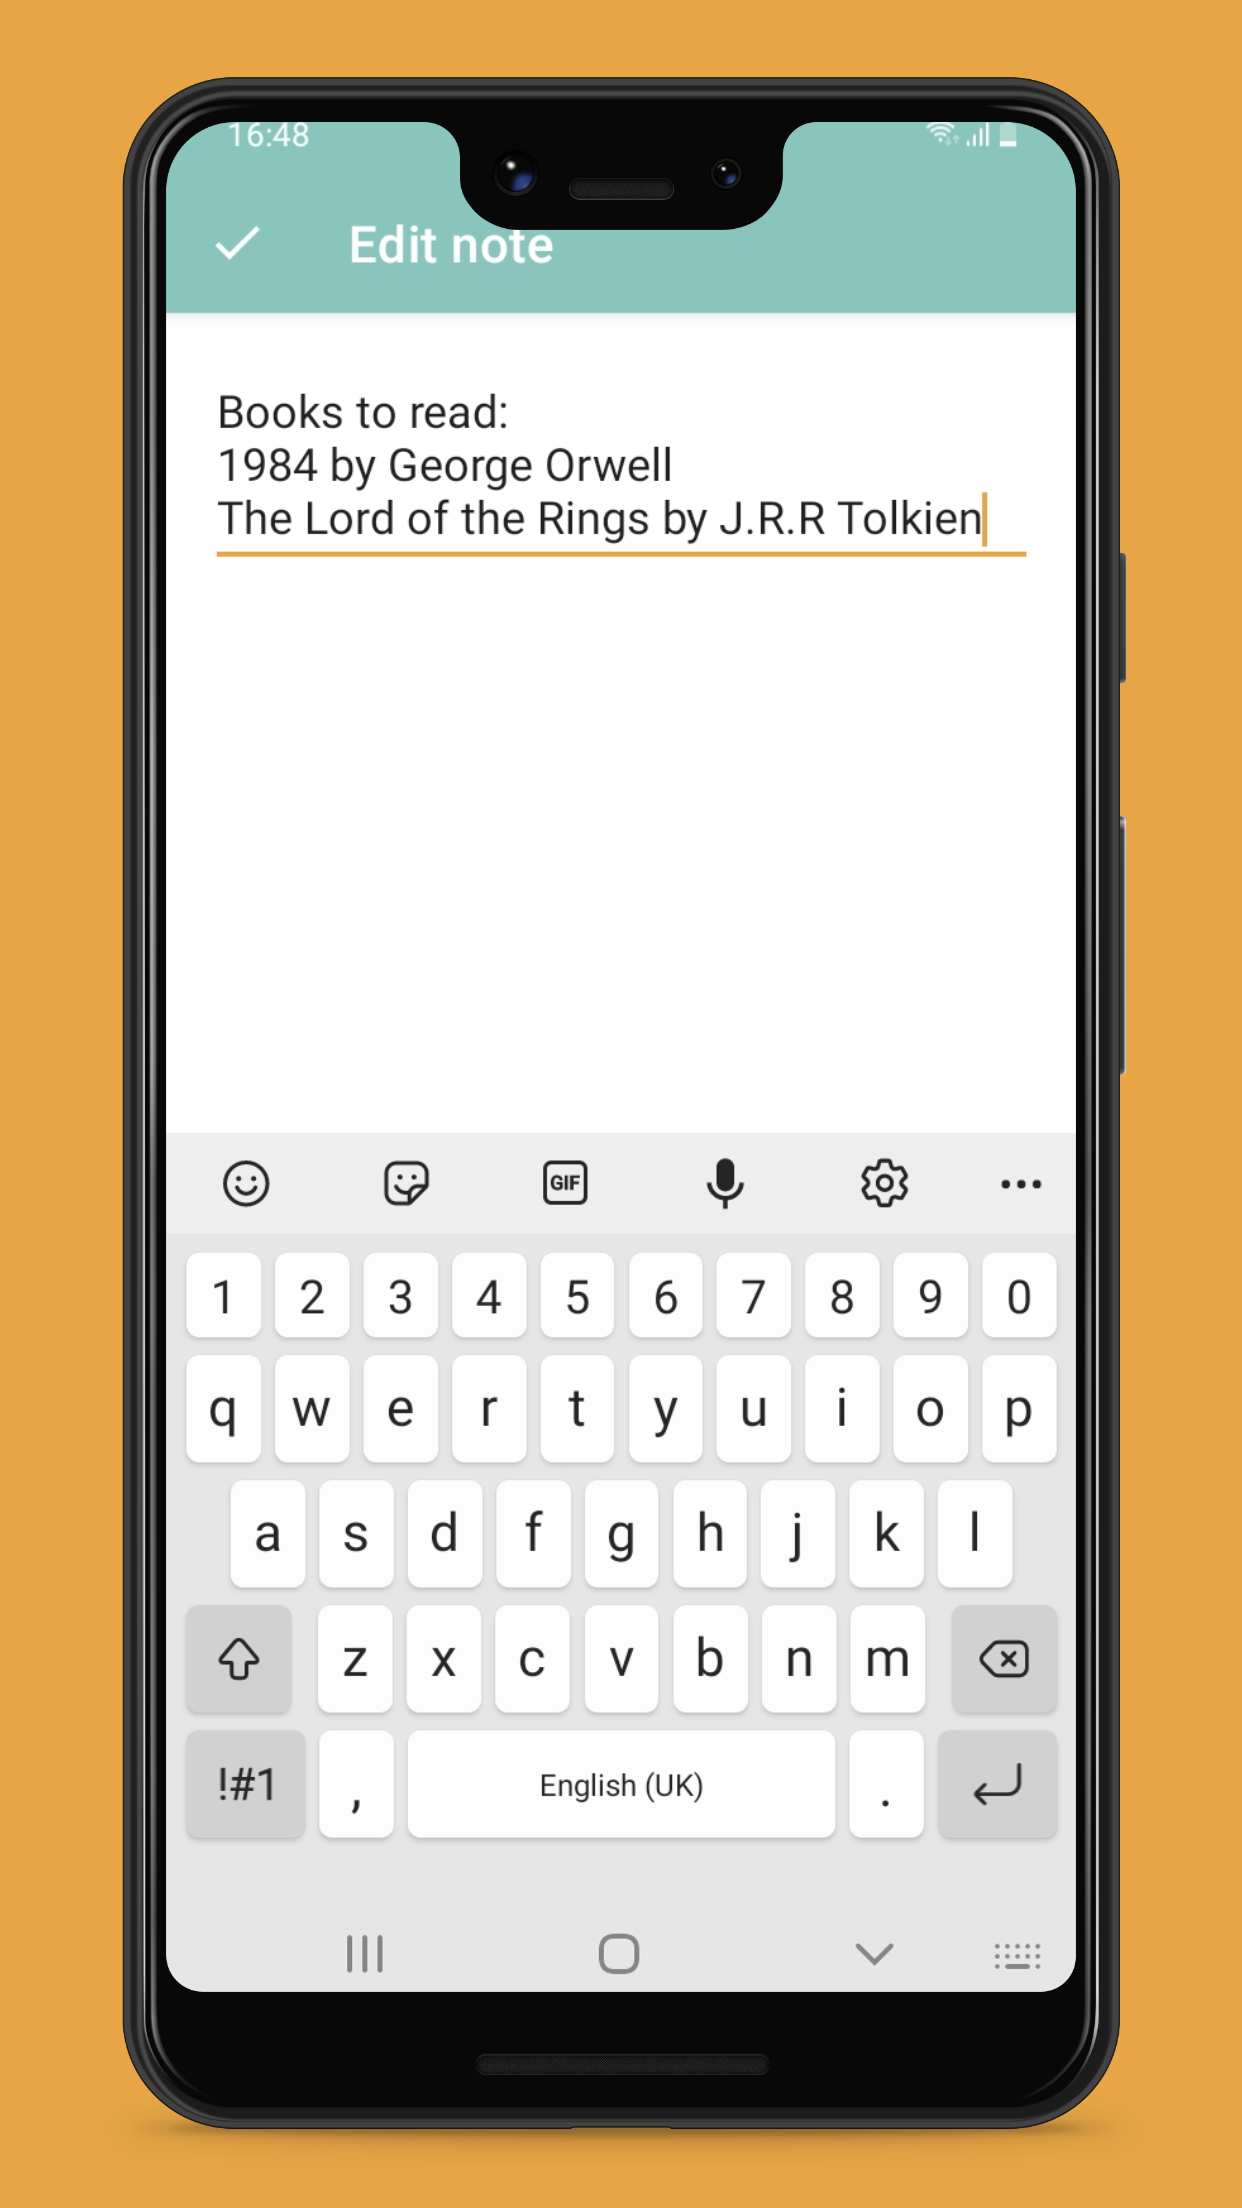 16:48
Edit note
Books to read:
1984 by George Orwell
The Lord of the Rings by J.R.R Tolkien
GIF
1 2 3 4 5 6 7 8 9 0
q w e r t y u i o p
a s d f g h j k l
z x c v b n m
!#1 , English (UK) .